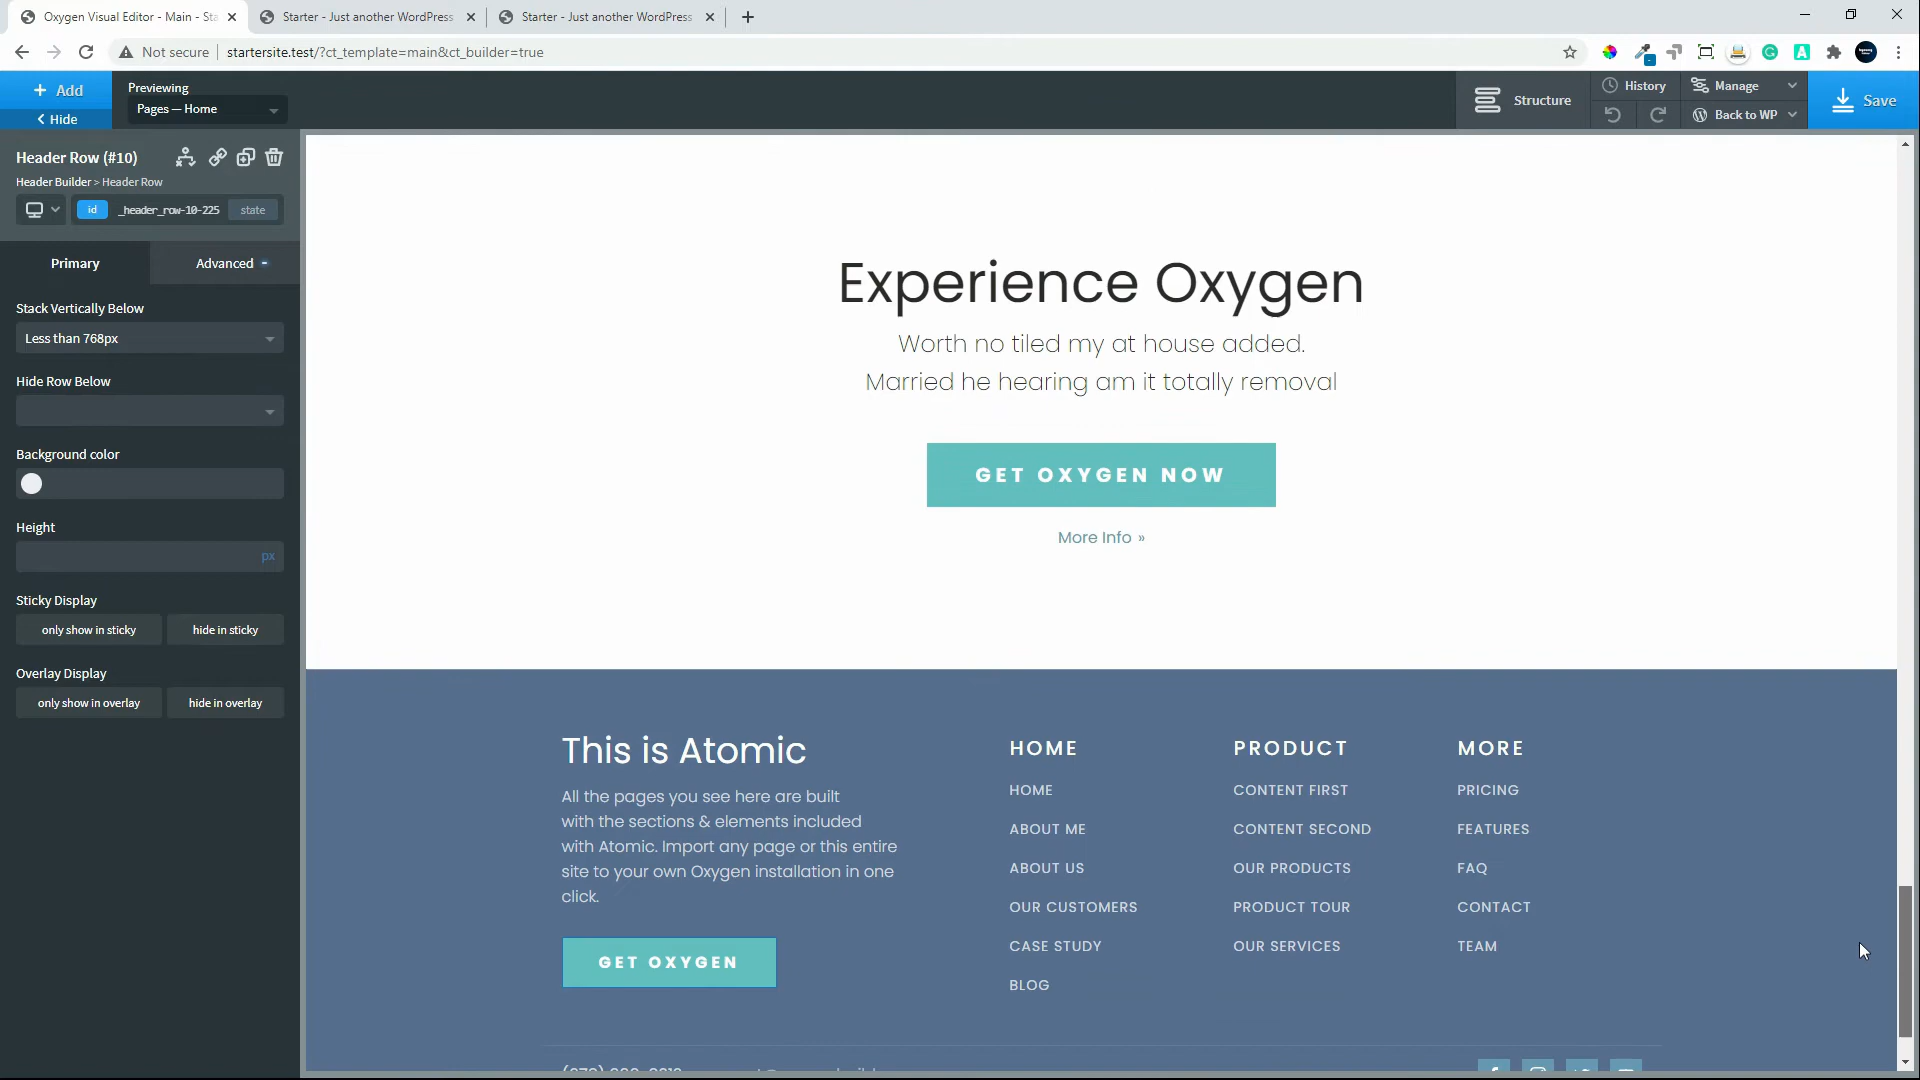 Oxygen Visual Editor - Main - Sta
Starter - Just another WordPress
Starter - Just another WordPress
Not secure
startersite.test/?ct_template=main&ct_builder=true
+ Add
Hide
Previewing
Pages — Home
Structure
History
Manage
Back to WP
Save
Header Row (#10)
Header Builder > Header Row
id
_header_row-10-225
state
Primary
Advanced
Stack Vertically Below
Less than 768px
Hide Row Below
Background color
Height
px
Sticky Display
only show in sticky
hide in sticky
Overlay Display
only show in overlay
hide in overlay
Experience Oxygen
Worth no tiled my at house added.
Married he hearing am it totally removal
GET OXYGEN NOW
More Info »
This is Atomic
All the pages you see here are built
with the sections & elements included
with Atomic. Import any page or this entire
site to your own Oxygen installation in one
click.
GET OXYGEN
HOME
HOME
ABOUT ME
ABOUT US
OUR CUSTOMERS
CASE STUDY
BLOG
PRODUCT
CONTENT FIRST
CONTENT SECOND
OUR PRODUCTS
PRODUCT TOUR
OUR SERVICES
MORE
PRICING
FEATURES
FAQ
CONTACT
TEAM